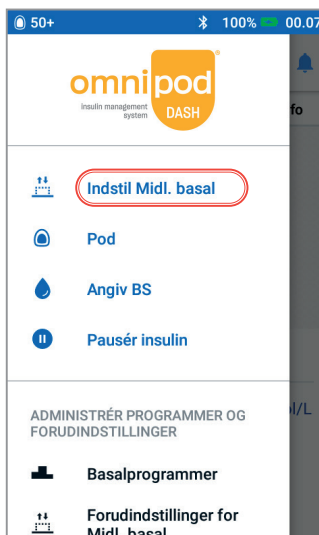 50+ 100% 00.07
omnipod
insulin management
system
DASH
fo
Indstil Midl. basal
Pod
Angiv BS
Pausér insulin
ol/L
ADMINISTRÉR PROGRAMMER OG
FORUDINDSTILLINGER
Basalprogrammer
Forudindstillinger for
Midl. basal